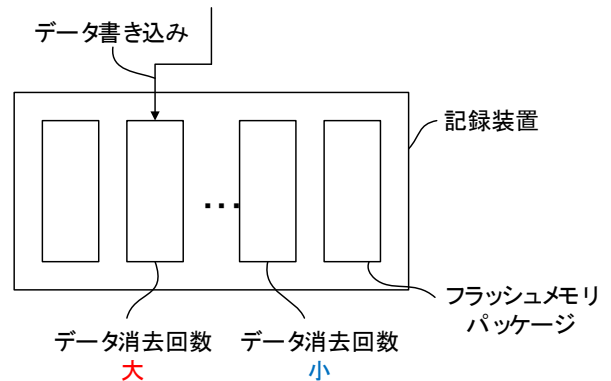 データ書き込み
記録装置
…
フラッシュメモリ
パッケージ
データ消去回数
大
データ消去回数
小